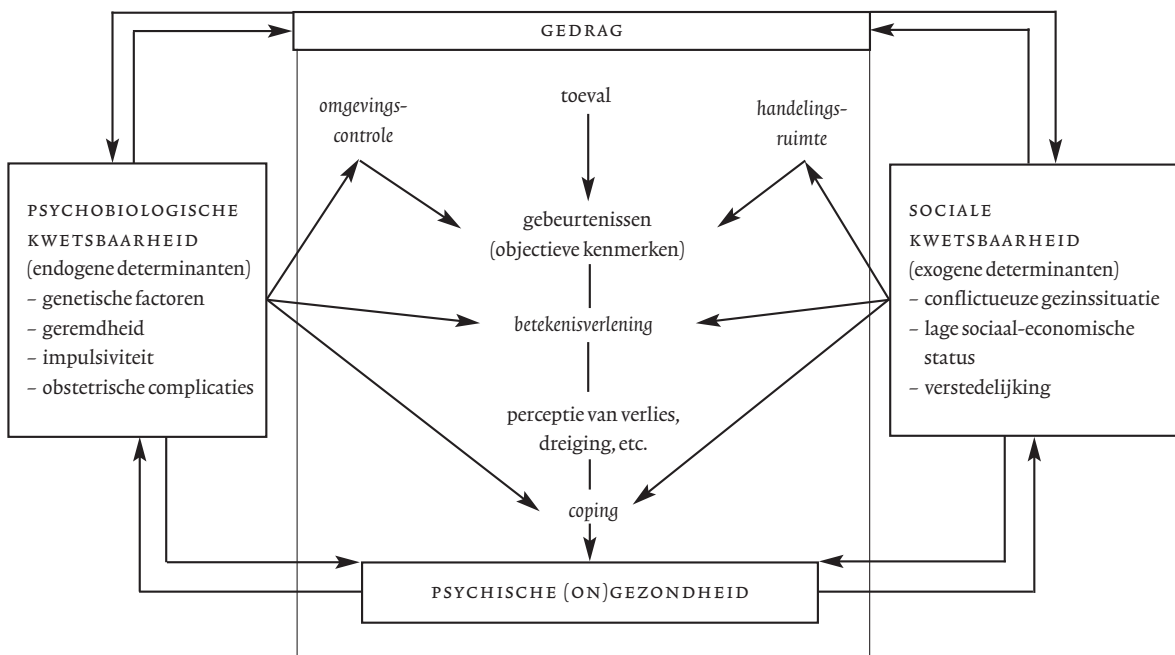 GEDRAG
omgevings-
controle
toeval
handelings-
ruimte
PSYCHOBIOLOGISCHE
KWETSBAARHEID
(endogene determinanten)
– genetische factoren
– geremdheid
– impulsiviteit
– obstetrische complicaties
gebeurtenissen
(objectieve kenmerken)
betekenisverlening
perceptie van verlies,
dreiging, etc.
coping
SOCIALE
KWETSBAARHEID
(exogene determinanten)
– conflictueuze gezinssituatie
– lage sociaal-economische
status
– verstedelijking
PSYCHISCHE (ON)GEZONDHEID